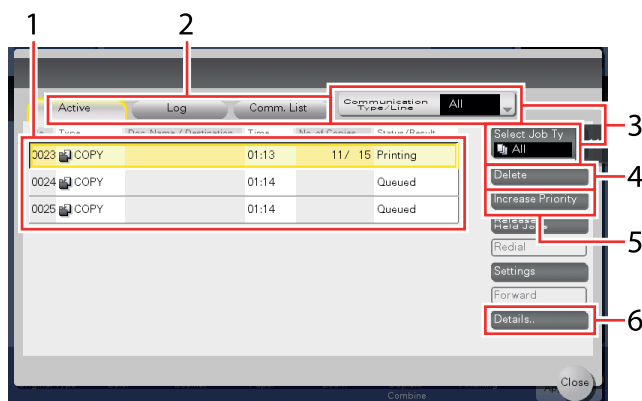 1
2
Active
Log
Comm. List
Communication
Type/Line
All
3
Type
Doc. Name / Destination
Time
No. of Copies
Status/Result
Select Job Ty
All
0023 COPY 01:13 11/ 15 Printing
4
Delete
0024 COPY 01:14 Queued
Increase Priority
0025 COPY 01:14 Queued
Release
Held Jobs
5
Redial
Settings
Forward
Details..
6
Close
Combine